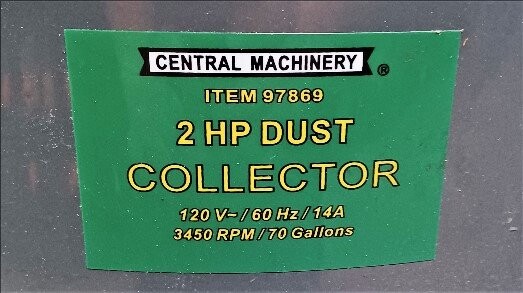 CENTRAL MACHINERY ®
ITEM 97869
2 HP DUST
COLLECTOR
120 V~ / 60 Hz / 14A
3450 RPM / 70 Gallons